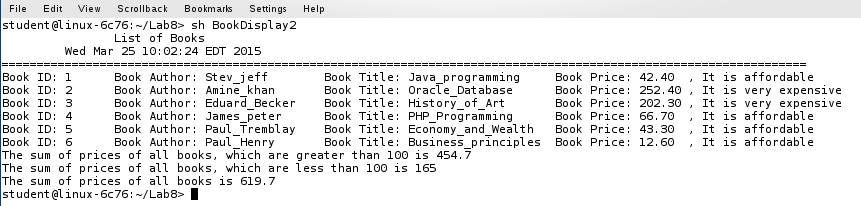 File Edit View Scrollback Bookmarks Settings Help
student@linux-6c76:~/Lab8> sh BookDisplay2
List of Books
Wed Mar 25 10:02:24 EDT 2015
================================================================================
Book ID: 1 Book Author: Stev_jeff Book Title: Java_programming Book Price: 42.40 , It is affordable
Book ID: 2 Book Author: Amine_khan Book Title: Oracle_Database Book Price: 252.40 , It is very expensive
Book ID: 3 Book Author: Eduard_Becker Book Title: History_of_Art Book Price: 202.30 , It is very expensive
Book ID: 4 Book Author: James_peter Book Title: PHP_Programming Book Price: 66.70 , It is affordable
Book ID: 5 Book Author: Paul_Tremblay Book Title: Economy_and_Wealth Book Price: 43.30 , It is affordable
Book ID: 6 Book Author: Paul_Henry Book Title: Business_principles Book Price: 12.60 , It is affordable
The sum of prices of all books, which are greater than 100 is 454.7
The sum of prices of all books, which are less than 100 is 165
The sum of prices of all books is 619.7
student@linux-6c76:~/Lab8>